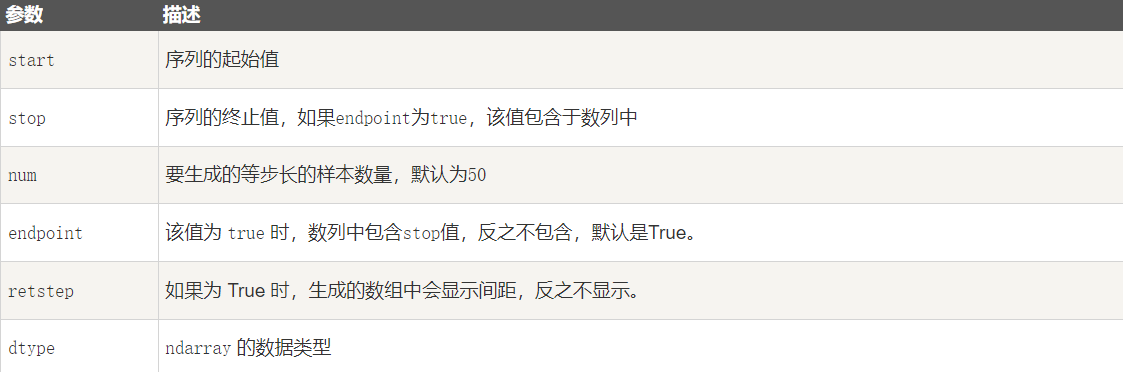 参数 描述
start 序列的起始值
stop 序列的终止值，如果endpoint为true，该值包含于数列中
num 要生成的等步长的样本数量，默认为50
endpoint 该值为 true 时，数列中包含stop值，反之不包含，默认是True。
retstep 如果为 True 时，生成的数组中会显示间距，反之不显示。
dtype ndarray 的数据类型